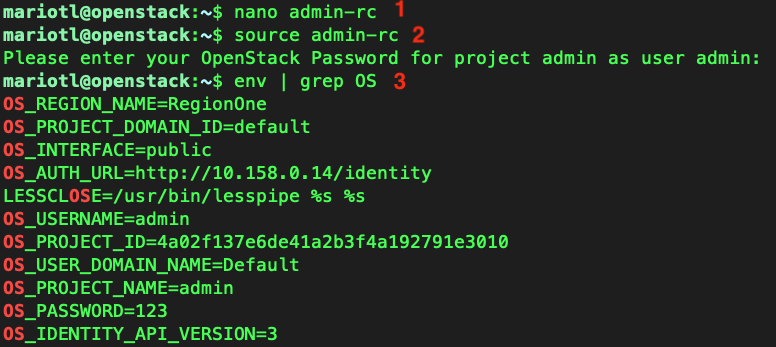 mariotl@openstack:~$ nano admin-rc 1
mariotl@openstack:~$ source admin-rc 2
Please enter your OpenStack Password for project admin as user admin:
mariotl@openstack:~$ env | grep OS 3
OS_REGION_NAME=RegionOne
OS_PROJECT_DOMAIN_ID=default
OS_INTERFACE=public
OS_AUTH_URL=http://10.158.0.14/identity
LESSCLOSE=/usr/bin/lesspipe %s %s
OS_USERNAME=admin
OS_PROJECT_ID=4a02f137e6de41a2b3f4a192791e3010
OS_USER_DOMAIN_NAME=Default
OS_PROJECT_NAME=admin
OS_PASSWORD=123
OS_IDENTITY_API_VERSION=3